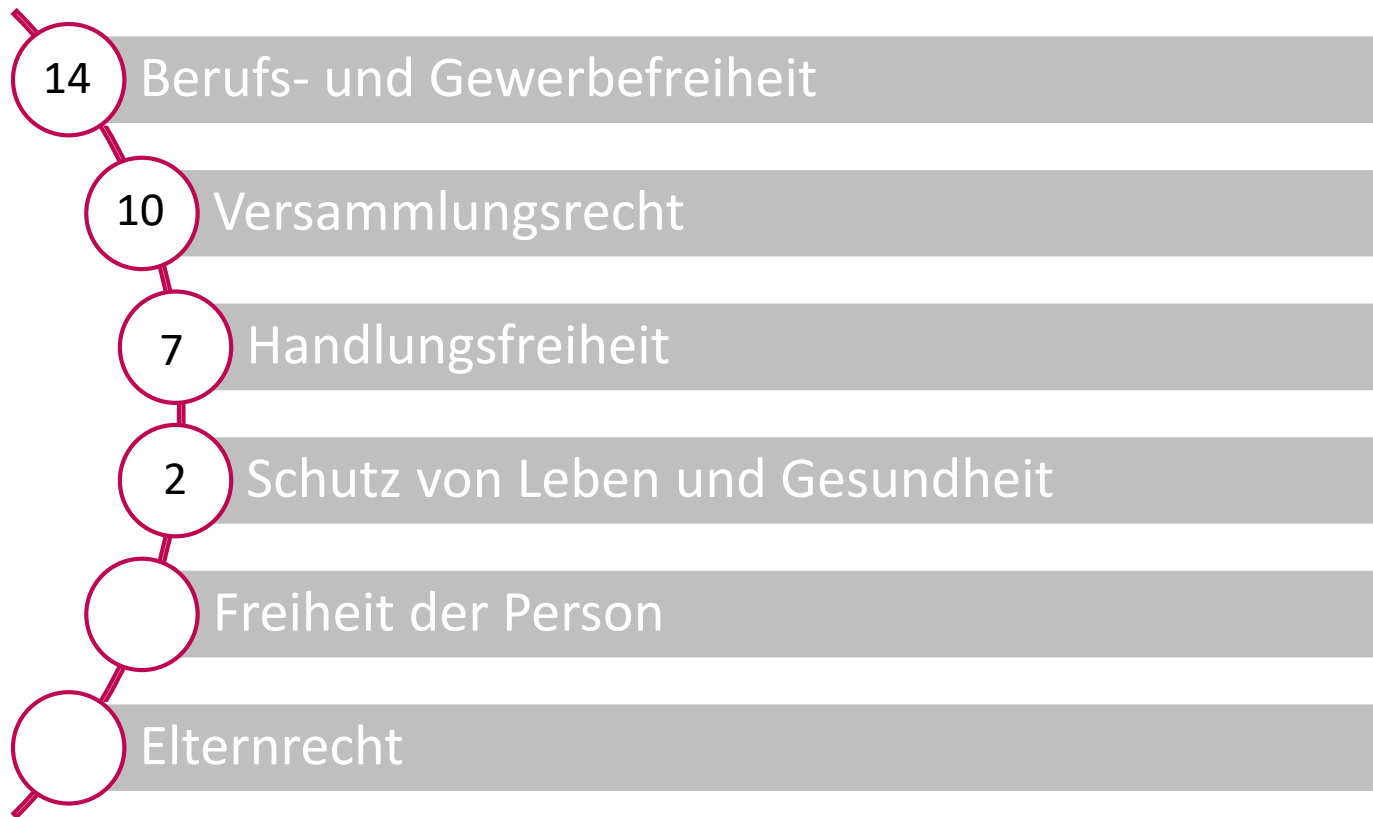 14 Berufs- und Gewerbefreiheit
10 Versammlungsrecht
7 Handlungsfreiheit
2 Schutz von Leben und Gesundheit
Freiheit der Person
Elternrecht